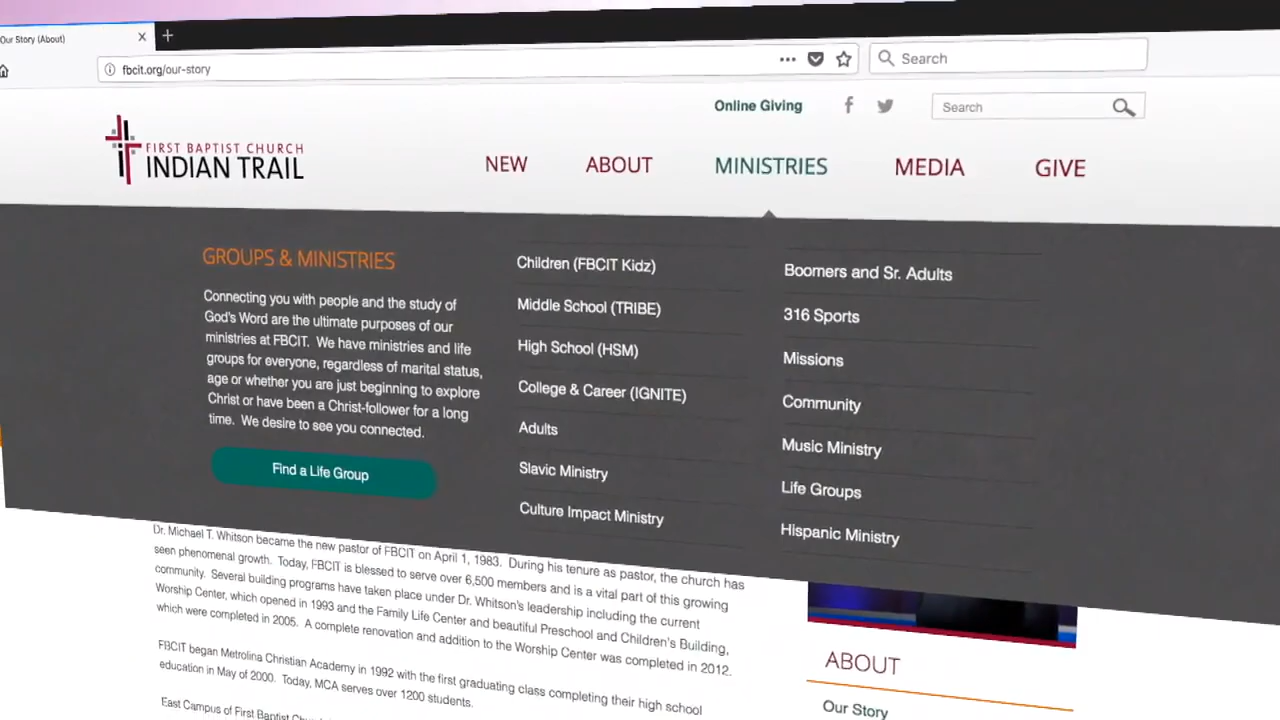 Our Story (About)
fbcit.org/our-story
Search
Online Giving
Search
FIRST BAPTIST CHURCH
INDIAN TRAIL
NEW ABOUT MINISTRIES MEDIA GIVE
GROUPS & MINISTRIES
Connecting you with people and the study of
God's Word are the ultimate purposes of our
ministries at FBCIT. We have ministries and life
groups for everyone, regardless of marital status,
age or whether you are just beginning to explore
Christ or have been a Christ-follower for a long
time. We desire to see you connected.
Find a Life Group
Children (FBCIT Kidz)
Middle School (TRIBE)
High School (HSM)
College & Career (IGNITE)
Adults
Slavic Ministry
Culture Impact Ministry
Boomers and Sr. Adults
316 Sports
Missions
Community
Music Ministry
Life Groups
Hispanic Ministry
Dr. Michael T. Whitson became the new pastor of FBCIT on April 1, 1983. During his tenure as pastor, the church has
seen phenomenal growth. Today, FBCIT is blessed to serve over 6,500 members and is a vital part of this growing
community. Several building programs have taken place under Dr. Whitson's leadership including the current
Worship Center, which opened in 1993 and the Family Life Center and beautiful Preschool and Children's Building,
which were completed in 2005. A complete renovation and addition to the Worship Center was completed in 2012.
FBCIT began Metrolina Christian Academy in 1992 with the first graduating class completing their high school
education in May of 2000. Today, MCA serves over 1200 students.
East Campus of First Baptist
ABOUT
Our Story